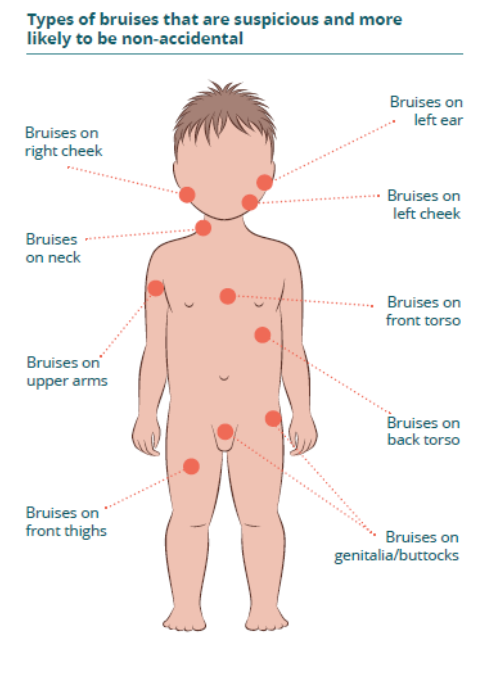 Types of bruises that are suspicious and more
likely to be non-accidental
Bruises on
left ear
Bruises on
right cheek
Bruises on
left cheek
Bruises
on neck
Bruises on
front torso
Bruises on
upper arms
Bruises on
back torso
Bruises on
front thighs
Bruises on
genitalia/buttocks